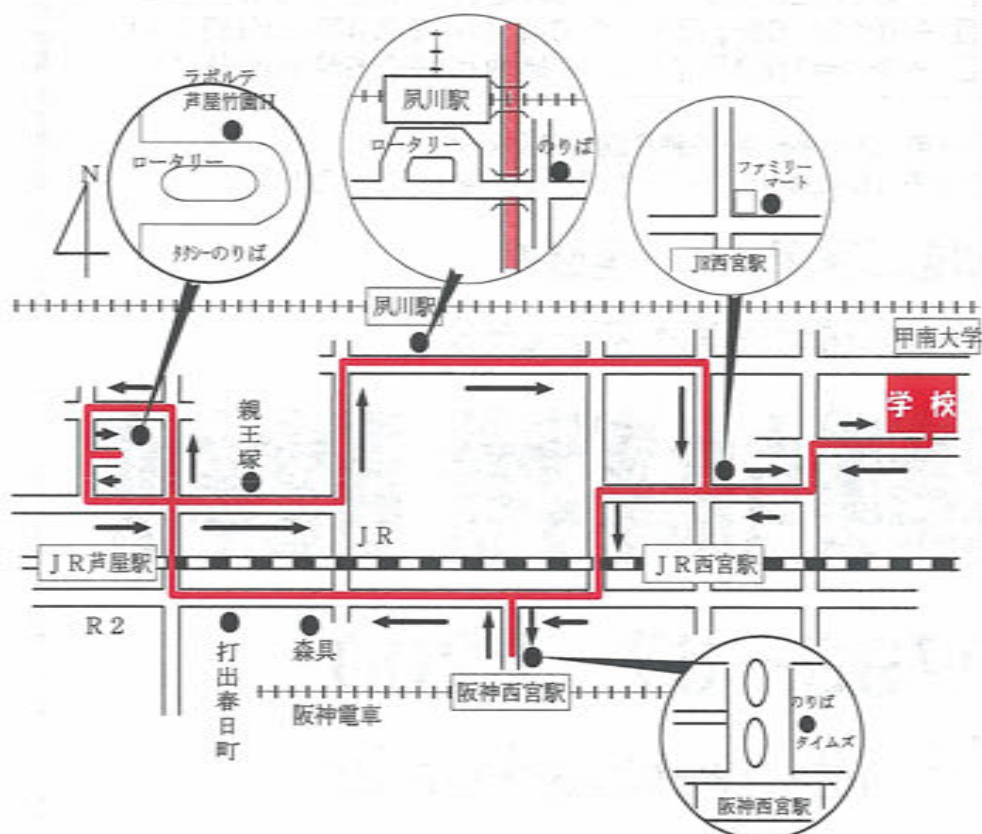 ラポルテ
芦屋竹園H
ロータリー
タクシーのりば
N
夙川駅
ロータリー
のりば
ファミリー
マート
JR西宮駅
夙川駅
甲南大学
学校
親王塚
JR
JR芦屋駅
JR西宮駅
R2
打出春日町
森具
阪神西宮駅
阪神電車
のりば
タイムズ
阪神西宮駅